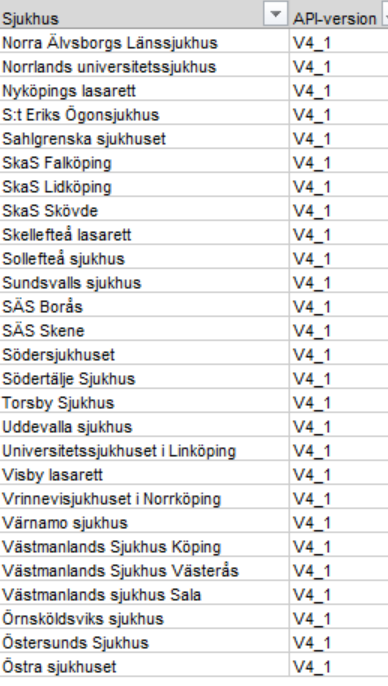 Sjukhus API-version
Norra Älvsborgs Länssjukhus V4_1
Norrlands universitetssjukhus V4_1
Nyköpings lasarett V4_1
S:t Eriks Ögonsjukhus V4_1
Sahlgrenska sjukhuset V4_1
SkaS Falköping V4_1
SkaS Lidköping V4_1
SkaS Skövde V4_1
Skellefteå lasarett V4_1
Sollefteå sjukhus V4_1
Sundsvalls sjukhus V4_1
SÄS Borås V4_1
SÄS Skene V4_1
Södersjukhuset V4_1
Södertälje Sjukhus V4_1
Torsby Sjukhus V4_1
Uddevalla sjukhus V4_1
Universitetssjukhuset i Linköping V4_1
Visby lasarett V4_1
Vrinnevisjukhuset i Norrköping V4_1
Värnamo sjukhus V4_1
Västmanlands Sjukhus Köping V4_1
Västmanlands Sjukhus Västerås V4_1
Västmanlands sjukhus Sala V4_1
Örnsköldsviks sjukhus V4_1
Östersunds Sjukhus V4_1
Östra sjukhuset V4_1